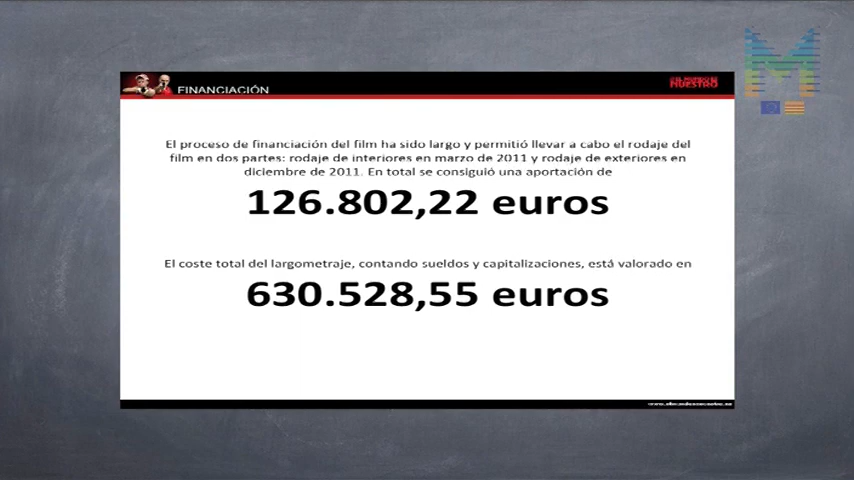 FINANCIACIÓN
NUESTRO
El proceso de financiación del film ha sido largo y permitió llevar a cabo el rodaje del
film en dos partes: rodaje de interiores en marzo de 2011 y rodaje de exteriores en
diciembre de 2011. En total se consiguió una aportación de
126.802,22 euros
El coste total del largometraje, contando sueldos y capitalizaciones, está valorado en
630.528,55 euros